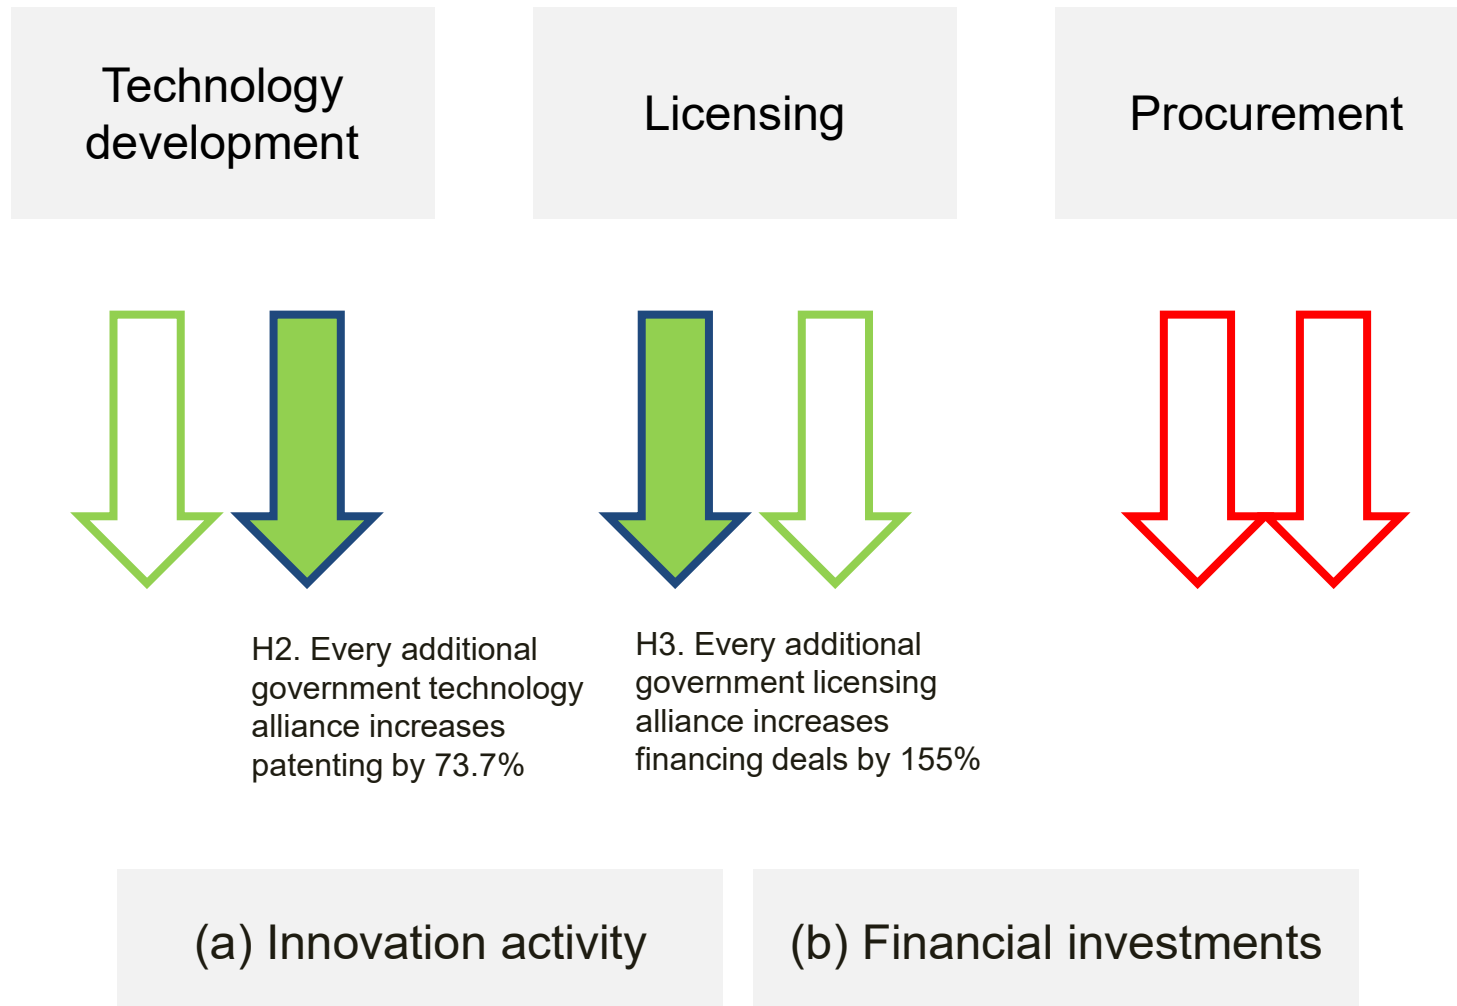 Technology
development
Licensing
Procurement
H2. Every additional
government technology
alliance increases
patenting by 73.7%
H3. Every additional
government licensing
alliance increases
financing deals by 155%
(a) Innovation activity
(b) Financial investments